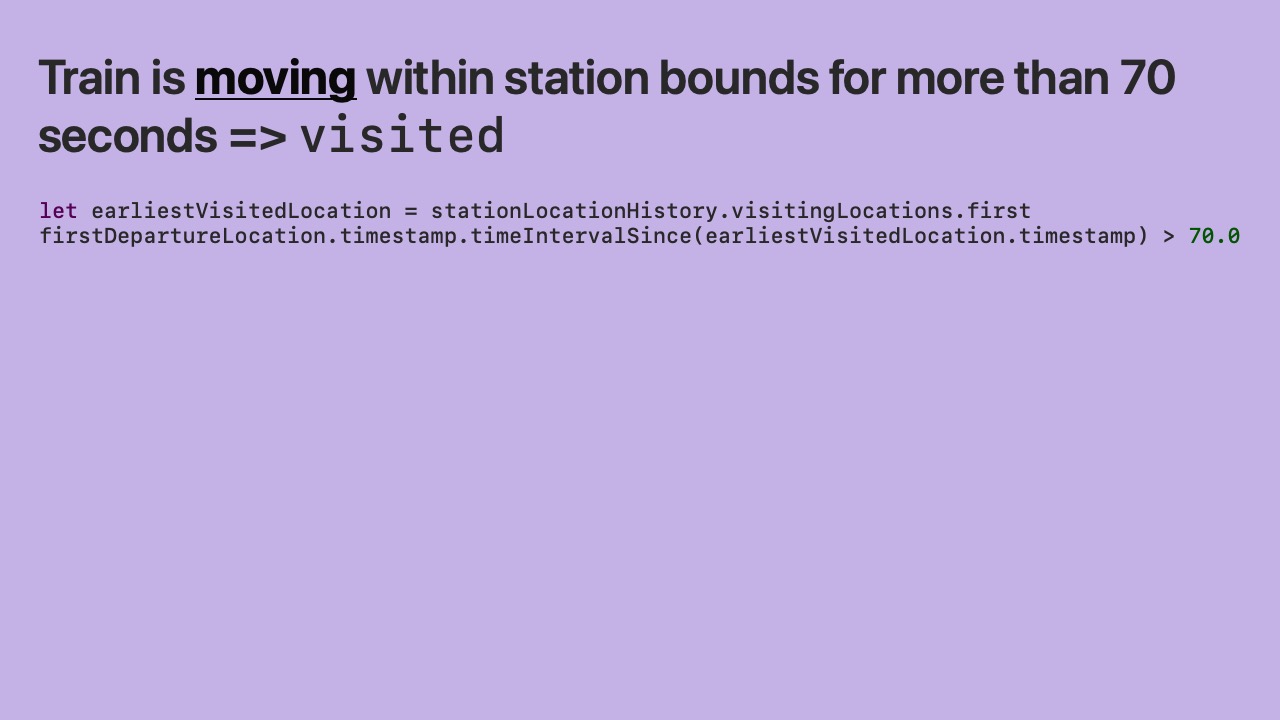 Train is moving within station bounds for more than 70
seconds => visited
let earliestVisitedLocation = stationLocationHistory.visitingLocations.first
firstDepartureLocation.timestamp.timeIntervalSince(earliestVisitedLocation.timestamp) > 70.0